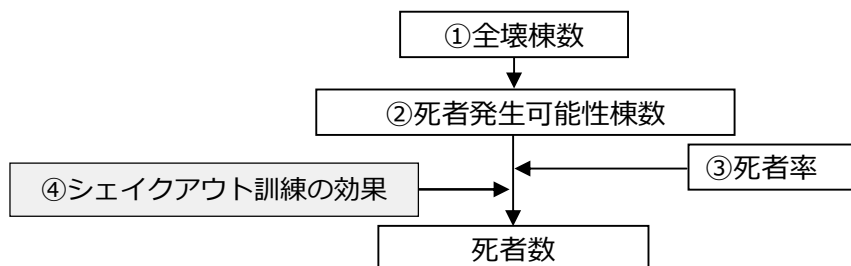 ①全壊棟数
②死者発生可能性棟数
③死者率
④シェイクアウト訓練の効果
死者数